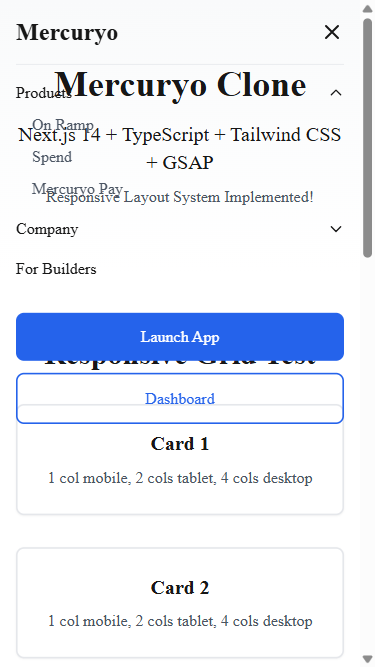 Mercuryo
Mercuryo Clone
Products
On Ramp
Next.js 14 + TypeScript + Tailwind CSS
+ GSAP
Spend
Mercuryo Pay
Responsive Layout System Implemented!
Company
For Builders
Launch App
Responsive Grid Test
Dashboard
Card 1
1 col mobile, 2 cols tablet, 4 cols desktop
Card 2
1 col mobile, 2 cols tablet, 4 cols desktop